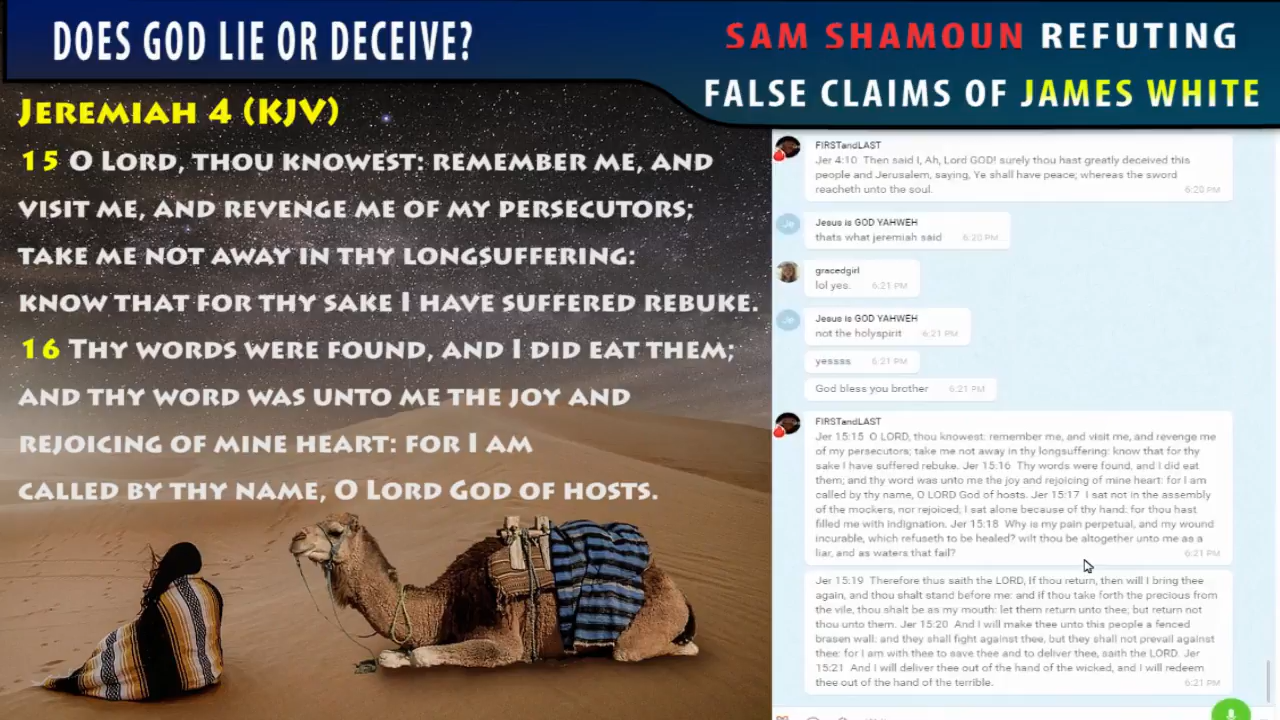 DOES GOD LIE OR DECEIVE?
SAM SHAMOUN REFUTING
FALSE CLAIMS OF JAMES WHITE
JEREMIAH 4 (KJV)
15 O LORD, THOU KNOWEST: REMEMBER ME, AND
VISIT ME, AND REVENGE ME OF MY PERSECUTORS;
TAKE ME NOT AWAY IN THY LONGSUFFERING:
KNOW THAT FOR THY SAKE I HAVE SUFFERED REBUKE.
16 THY WORDS WERE FOUND, AND I DID EAT THEM;
AND THY WORD WAS UNTO ME THE JOY AND
REJOICING OF MINE HEART: FOR I AM
CALLED BY THY NAME, O LORD GOD OF HOSTS.
FIRSTandLAST
Jer 4:10 Then said I, Ah, Lord GOD! surely thou hast greatly deceived this
people and Jerusalem, saying, Ye shall have peace; whereas the sword
reacheth unto the soul. 6:20 PM
Je Jesus is GOD YAHWEH
thats what jeremiah said 6:20 PM
gracedgirl
lol yes. 6:21 PM
Je Jesus is GOD YAHWEH
not the holyspirit 6:21 PM
yessss 6:21 PM
God bless you brother 6:21 PM
FIRSTandLAST
Jer 15:15 O LORD, thou knowest: remember me, and visit me, and revenge me
of my persecutors; take me not away in thy longsuffering: know that for thy
sake I have suffered rebuke. Jer 15:16 Thy words were found, and I did eat
them; and thy word was unto me the joy and rejoicing of mine heart: for I am
called by thy name, O LORD God of hosts. Jer 15:17 I sat not in the assembly
of the mockers, nor rejoiced; I sat alone because of thy hand: for thou hast
filled me with indignation. Jer 15:18 Why is my pain perpetual, and my wound
incurable, which refuseth to be healed? wilt thou be altogether unto me as a
liar, and as waters that fail? 6:21 PM
Jer 15:19 Therefore thus saith the LORD, If thou return, then will I bring thee
again, and thou shalt stand before me: and if thou take forth the precious from
the vile, thou shalt be as my mouth: let them return unto thee; but return not
thou unto them. Jer 15:20 And I will make thee unto this people a fenced
brasen wall: and they shall fight against thee, but they shall not prevail against
thee: for I am with thee to save thee and to deliver thee, saith the LORD. Jer
15:21 And I will deliver thee out of the hand of the wicked, and I will redeem
thee out of the hand of the terrible. 6:21 PM